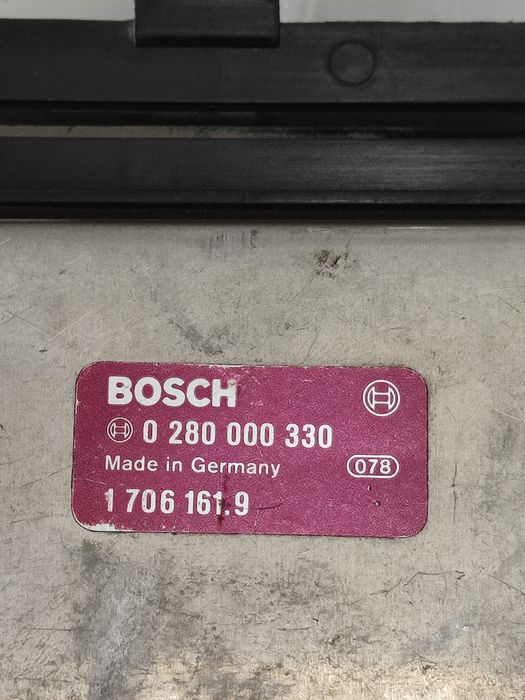 BOSCH
0 280 000 330
Made in Germany 078
1 706 161.9